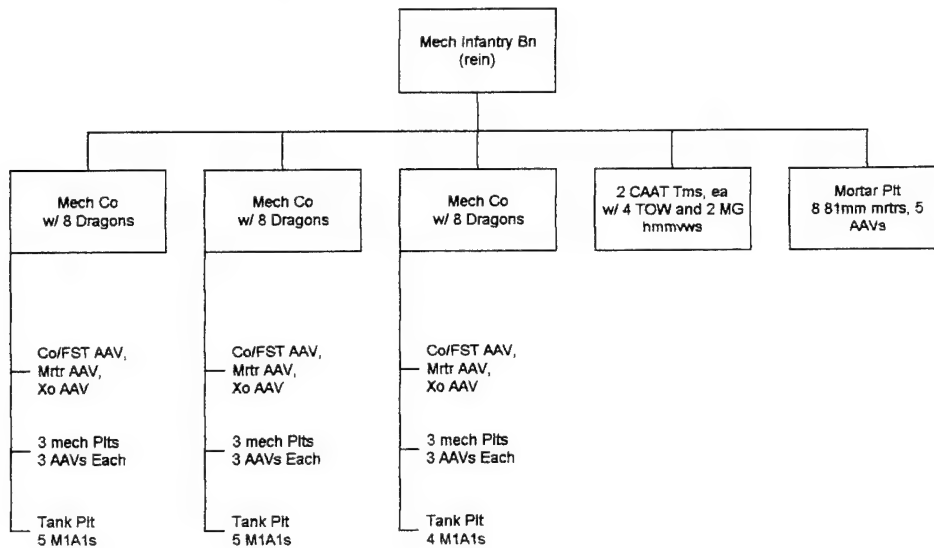 Mech Infantry Bn
(rein)
Mech Co
w/ 8 Dragons
Mech Co
w/ 8 Dragons
Mech Co
w/ 8 Dragons
2 CAAT Tms, ea
w/ 4 TOW and 2 MG
hmmvws
Mortar Plt
8 81mm mrtrs, 5
AAVs
Co/FST AAV,
Mrtr AAV,
Xo AAV
3 mech Plts
3 AAVs Each
Tank Plt
5 M1A1s
Co/FST AAV,
Mrtr AAV,
Xo AAV
3 mech Plts
3 AAVs Each
Tank Plt
5 M1A1s
Co/FST AAV,
Mrtr AAV,
Xo AAV
3 mech Plts
3 AAVs Each
Tank Plt
4 M1A1s